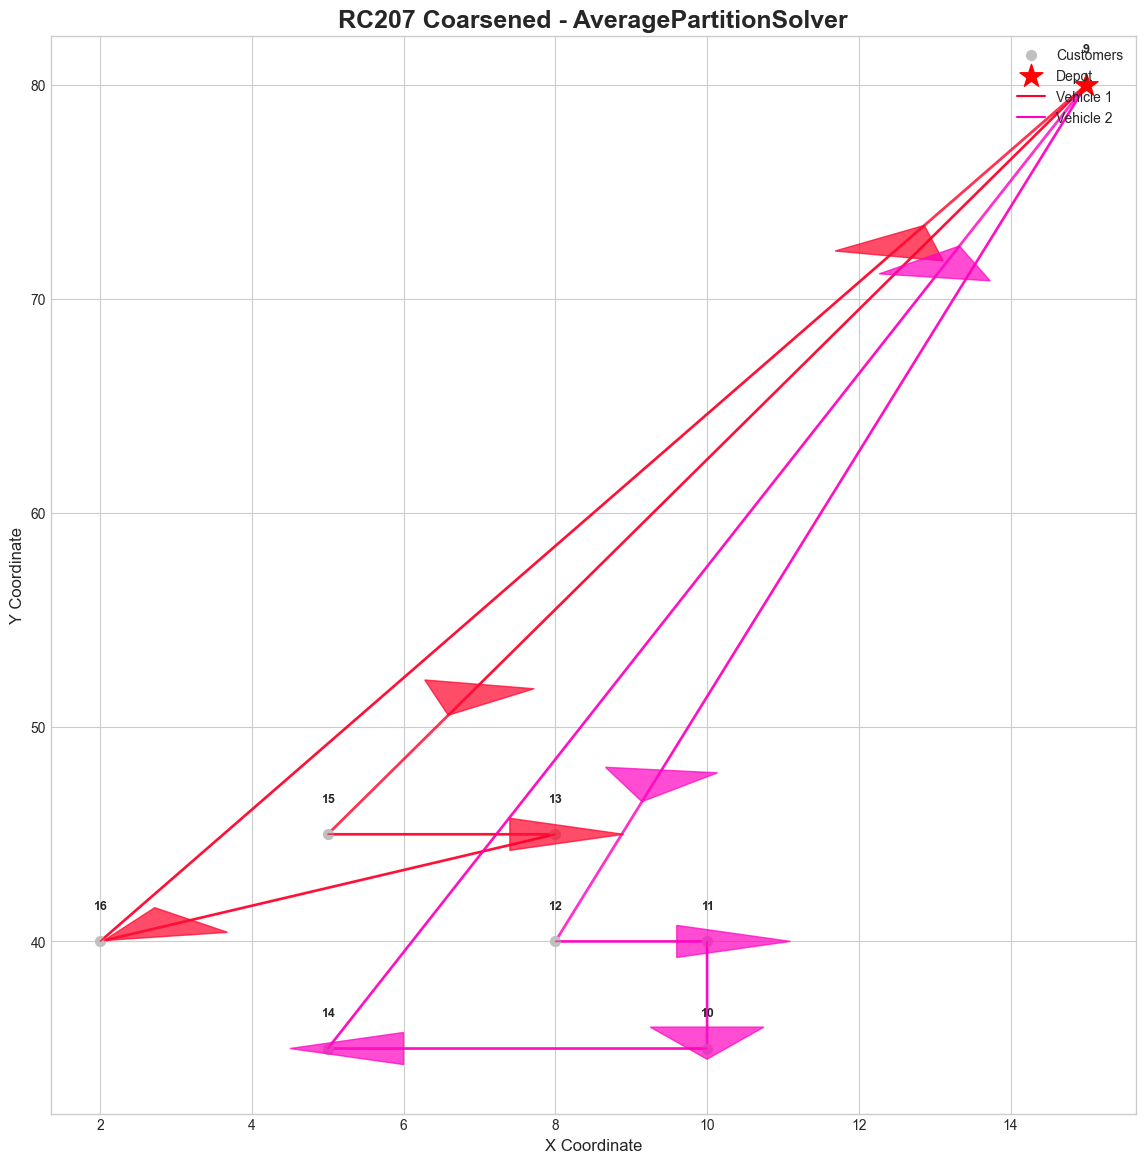 RC207 Coarsened - AveragePartitionSolver
9
Customers
Depot
Vehicle 1
Vehicle 2
80
70
60
50
40
Y Coordinate
15
13
16
12
11
14
10
2
4
6
8
10
12
14
X Coordinate